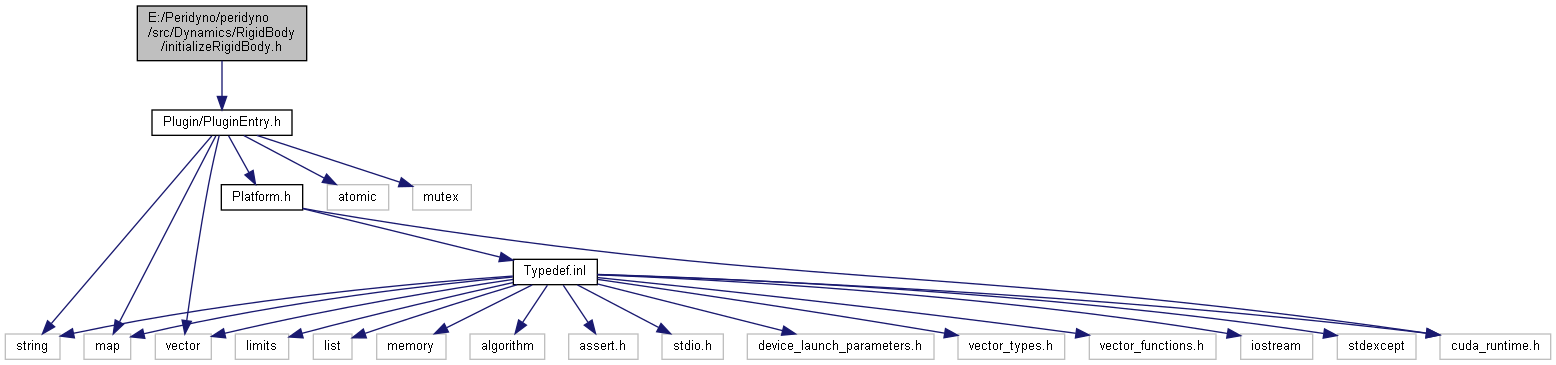 E:/Peridyno/peridyno
/src/Dynamics/RigidBody
/initializeRigidBody.h
Plugin/PluginEntry.h
Platform.h
atomic
mutex
Typedef.inl
string
map
vector
limits
list
memory
algorithm
assert.h
stdio.h
device_launch_parameters.h
vector_types.h
vector_functions.h
iostream
stdexcept
cuda_runtime.h